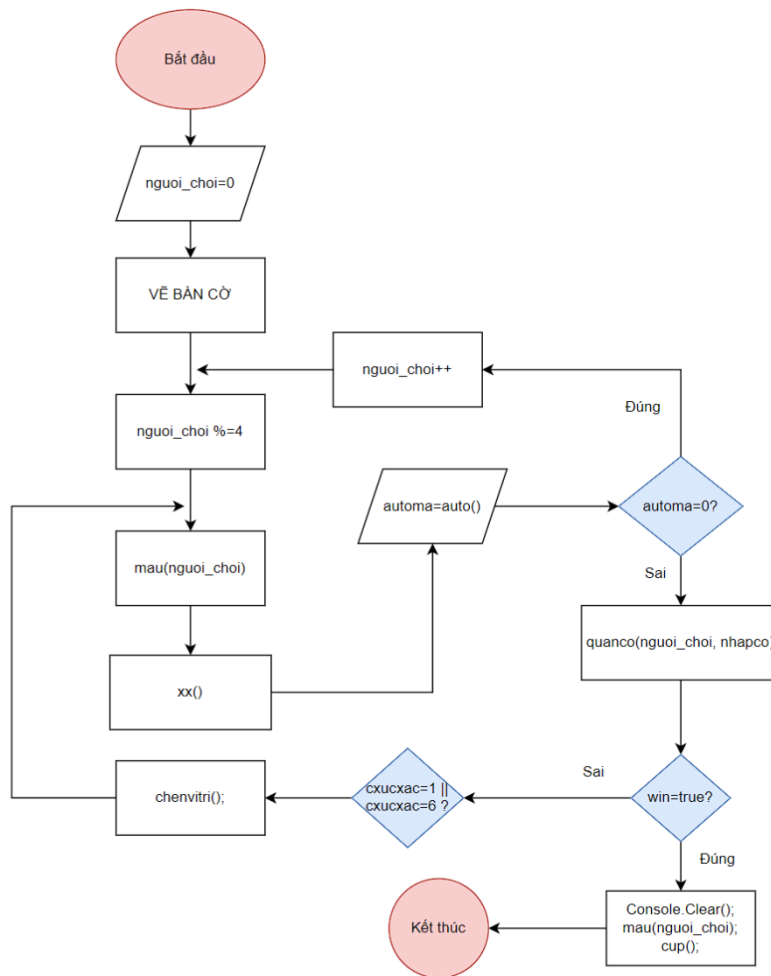 Bắt đầu
nguoi_choi=0
VẼ BẢN CỜ
nguoi_choi++
Đúng
nguoi_choi %=4
automa=auto()
automa=0?
Sai
mau(nguoi_choi)
quanco(nguoi_choi, nhapco)
xx()
Sai
chenvitri();
cxucxac=1 ||
cxucxac=6 ?
win=true?
Đúng
Kết thúc
Console.Clear();
mau(nguoi_choi);
cup();